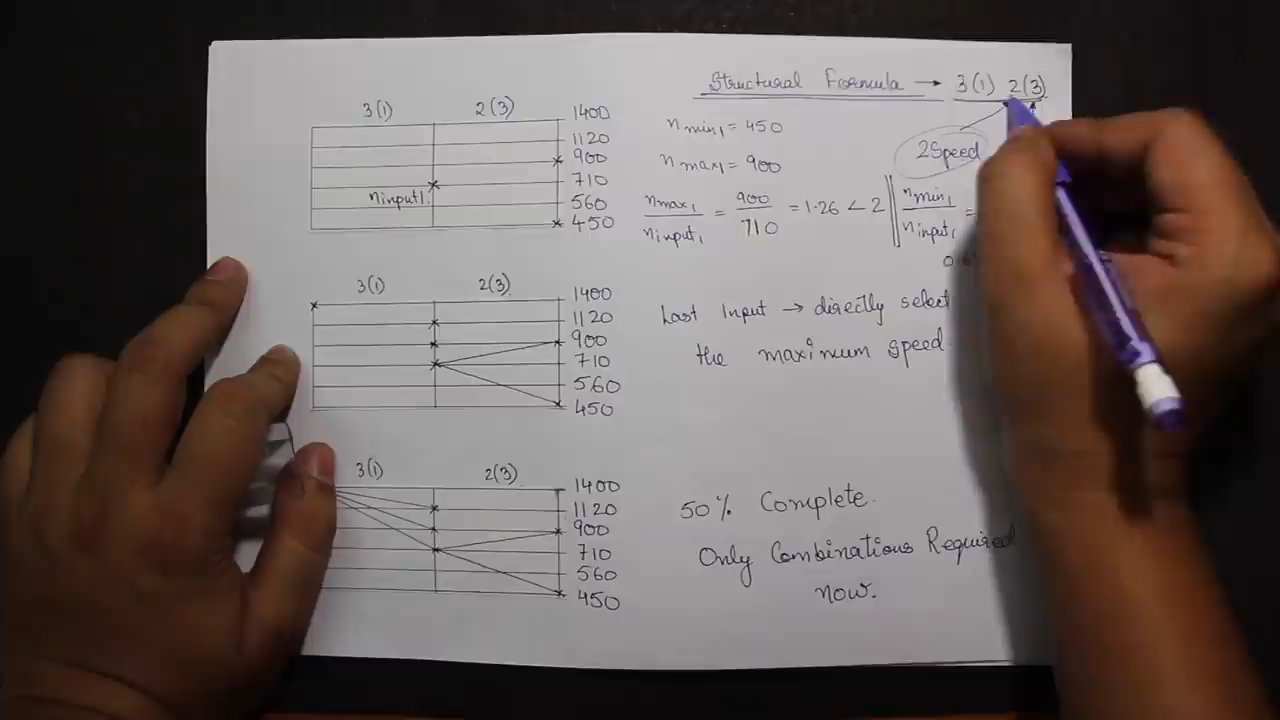 Structural Formula → 3(1) 2(3)
2Speed
3(1) 2(3)
1400
1120
900
710
560
450
ninput1.
nmin1 = 450
nmax1 = 900
nmax1/ninput1 = 900/710 = 1.26 < 2 || nmin1/ninput1 =
3(1) 2(3)
1400
1120
900
710
560
450
Last Input → directly select
the maximum speed.
3(1) 2(3)
1400
1120
900
710
560
450
50% Complete.
Only Combinations Required
now.